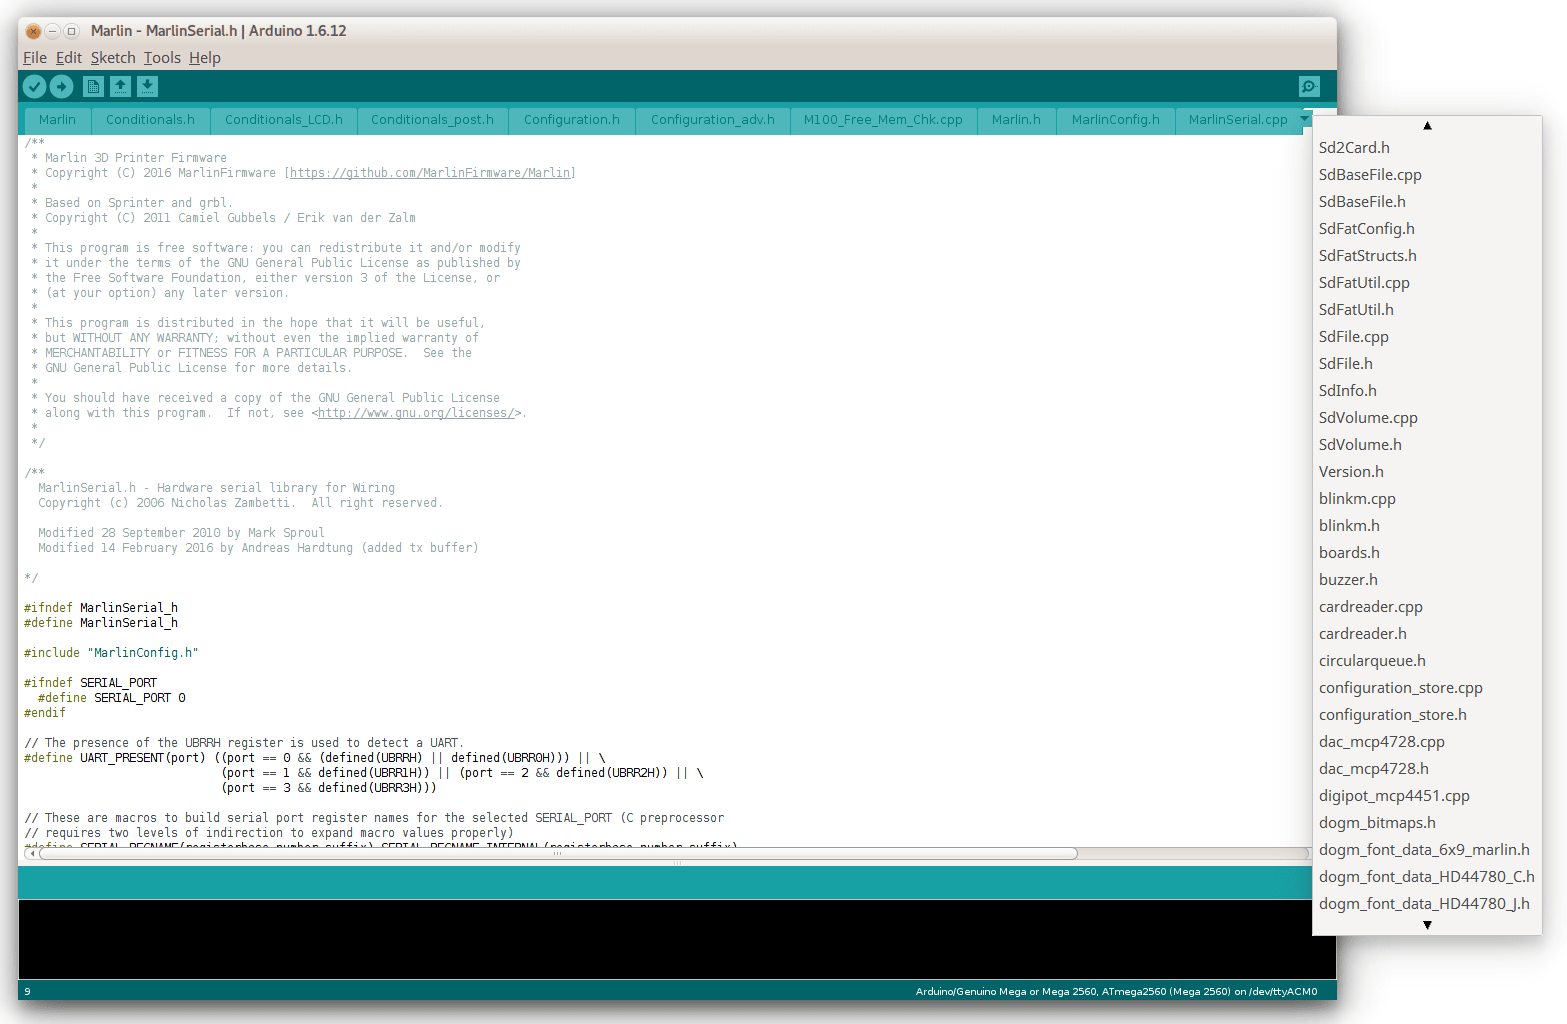 Marlin - MarlinSerial.h | Arduino 1.6.12
File Edit Sketch Tools Help
Marlin Conditionals.h Conditionals_LCD.h Conditionals_post.h Configuration.h Configuration_adv.h M100_Free_Mem_Chk.cpp Marlin.h MarlinConfig.h MarlinSerial.cpp
/**
 * Marlin 3D Printer Firmware
 * Copyright (C) 2016 MarlinFirmware [https://github.com/MarlinFirmware/Marlin]
 *
 * Based on Sprinter and grbl.
 * Copyright (C) 2011 Camiel Gubbels / Erik van der Zalm
 *
 * This program is free software: you can redistribute it and/or modify
 * it under the terms of the GNU General Public License as published by
 * the Free Software Foundation, either version 3 of the License, or
 * (at your option) any later version.
 *
 * This program is distributed in the hope that it will be useful,
 * but WITHOUT ANY WARRANTY; without even the implied warranty of
 * MERCHANTABILITY or FITNESS FOR A PARTICULAR PURPOSE.  See the
 * GNU General Public License for more details.
 *
 * You should have received a copy of the GNU General Public License
 * along with this program.  If not, see <http://www.gnu.org/licenses/>.
 *
 */
/**
  MarlinSerial.h - Hardware serial library for Wiring
  Copyright (c) 2006 Nicholas Zambetti.  All right reserved.
  Modified 28 September 2010 by Mark Sproul
  Modified 14 February 2016 by Andreas Hardtung (added tx buffer)
*/
#ifndef MarlinSerial_h
#define MarlinSerial_h
#include "MarlinConfig.h"
#ifndef SERIAL_PORT
  #define SERIAL_PORT 0
#endif
// The presence of the UBRRH register is used to detect a UART.
#define UART_PRESENT(port) ((port == 0 && (defined(UBRRH) || defined(UBRR0H))) || \
                            (port == 1 && defined(UBRR1H)) || (port == 2 && defined(UBRR2H)) || \
                            (port == 3 && defined(UBRR3H)))
// These are macros to build serial port register names for the selected SERIAL_PORT (C preprocessor
// requires two levels of indirection to expand macro values properly)
#define SERIAL_REGNAME(registerbase,number,suffix) SERIAL_REGNAME_INTERNAL(registerbase,number,suffix)
Sd2Card.h
SdBaseFile.cpp
SdBaseFile.h
SdFatConfig.h
SdFatStructs.h
SdFatUtil.cpp
SdFatUtil.h
SdFile.cpp
SdFile.h
SdInfo.h
SdVolume.cpp
SdVolume.h
Version.h
blinkm.cpp
blinkm.h
boards.h
buzzer.h
cardreader.cpp
cardreader.h
circularqueue.h
configuration_store.cpp
configuration_store.h
dac_mcp4728.cpp
dac_mcp4728.h
digipot_mcp4451.cpp
dogm_bitmaps.h
dogm_font_data_6x9_marlin.h
dogm_font_data_HD44780_C.h
dogm_font_data_HD44780_J.h
9
Arduino/Genuino Mega or Mega 2560, ATmega2560 (Mega 2560) on /dev/ttyACM0